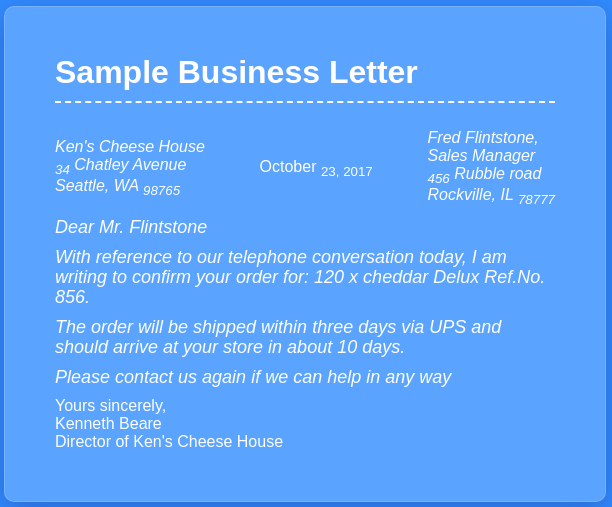 Sample Business Letter
Ken's Cheese House
34 Chatley Avenue
Seattle, WA 98765
October 23, 2017
Fred Flintstone,
Sales Manager
456 Rubble road
Rockville, IL 78777
Dear Mr. Flintstone
With reference to our telephone conversation today, I am
writing to confirm your order for: 120 x cheddar Delux Ref.No.
856.
The order will be shipped within three days via UPS and
should arrive at your store in about 10 days.
Please contact us again if we can help in any way
Yours sincerely,
Kenneth Beare
Director of Ken's Cheese House